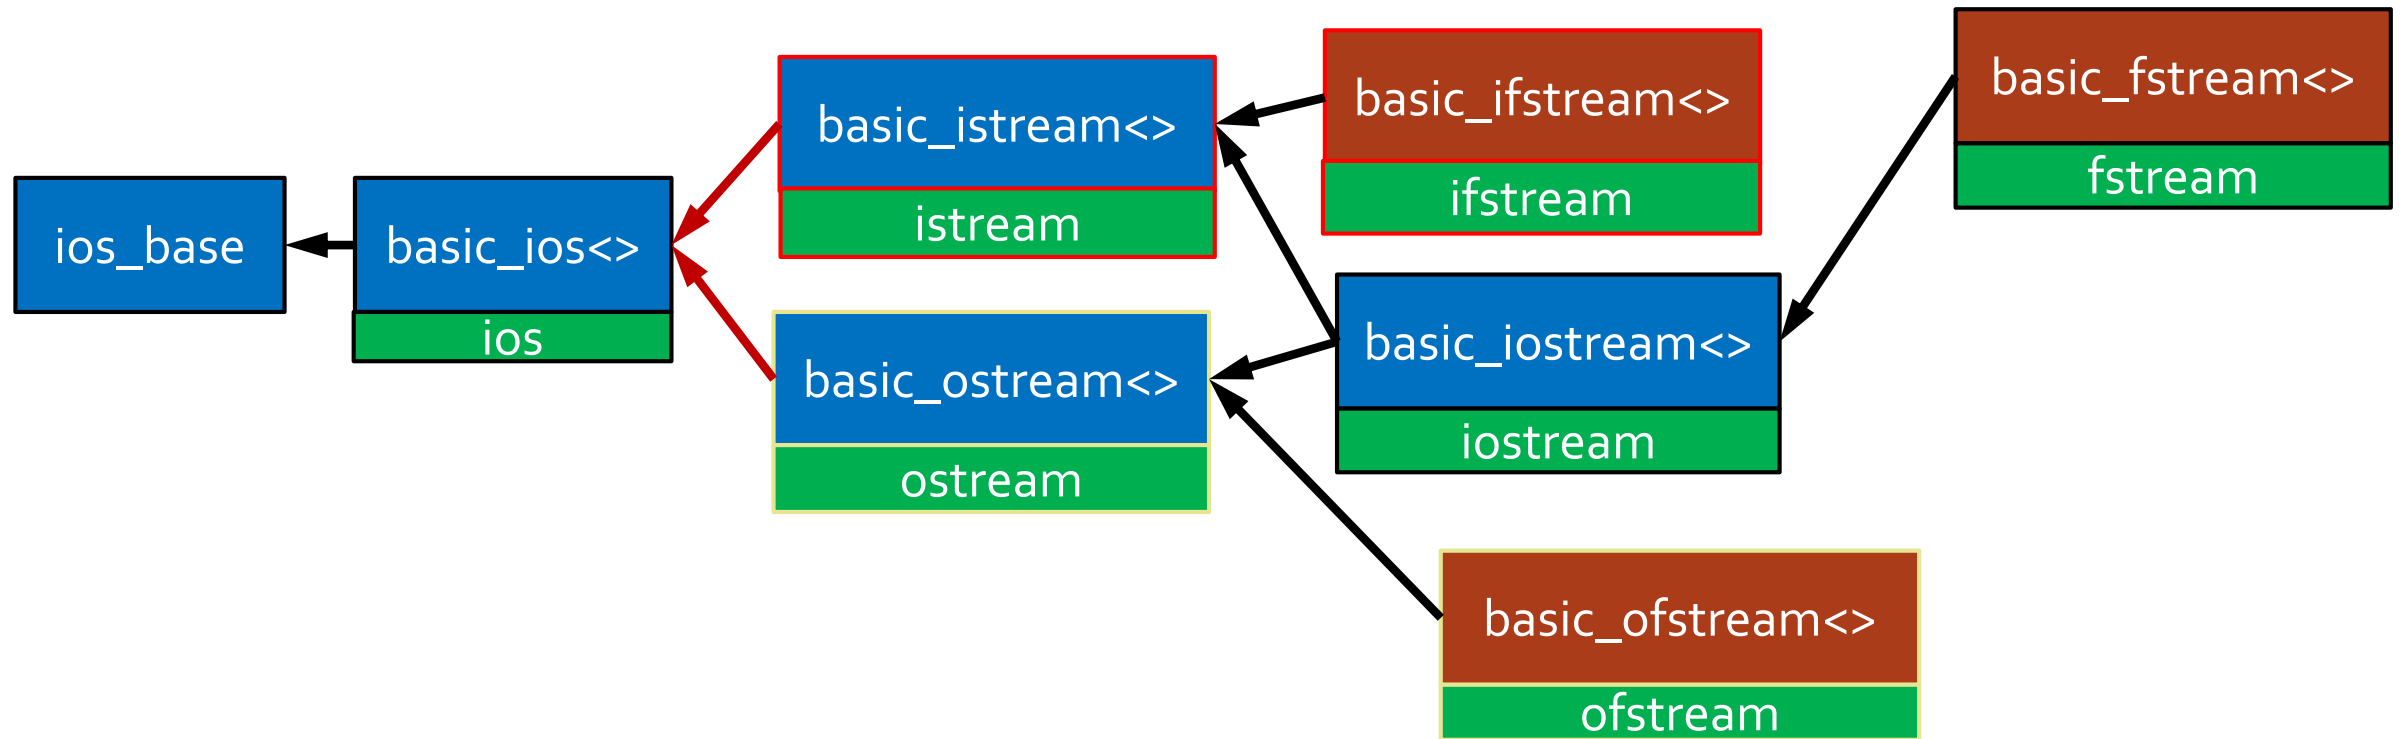 ios_base
basic_ios<>
ios
basic_istream<>
istream
basic_ostream<>
ostream
basic_ifstream<>
ifstream
basic_iostream<>
iostream
basic_ofstream<>
ofstream
basic_fstream<>
fstream